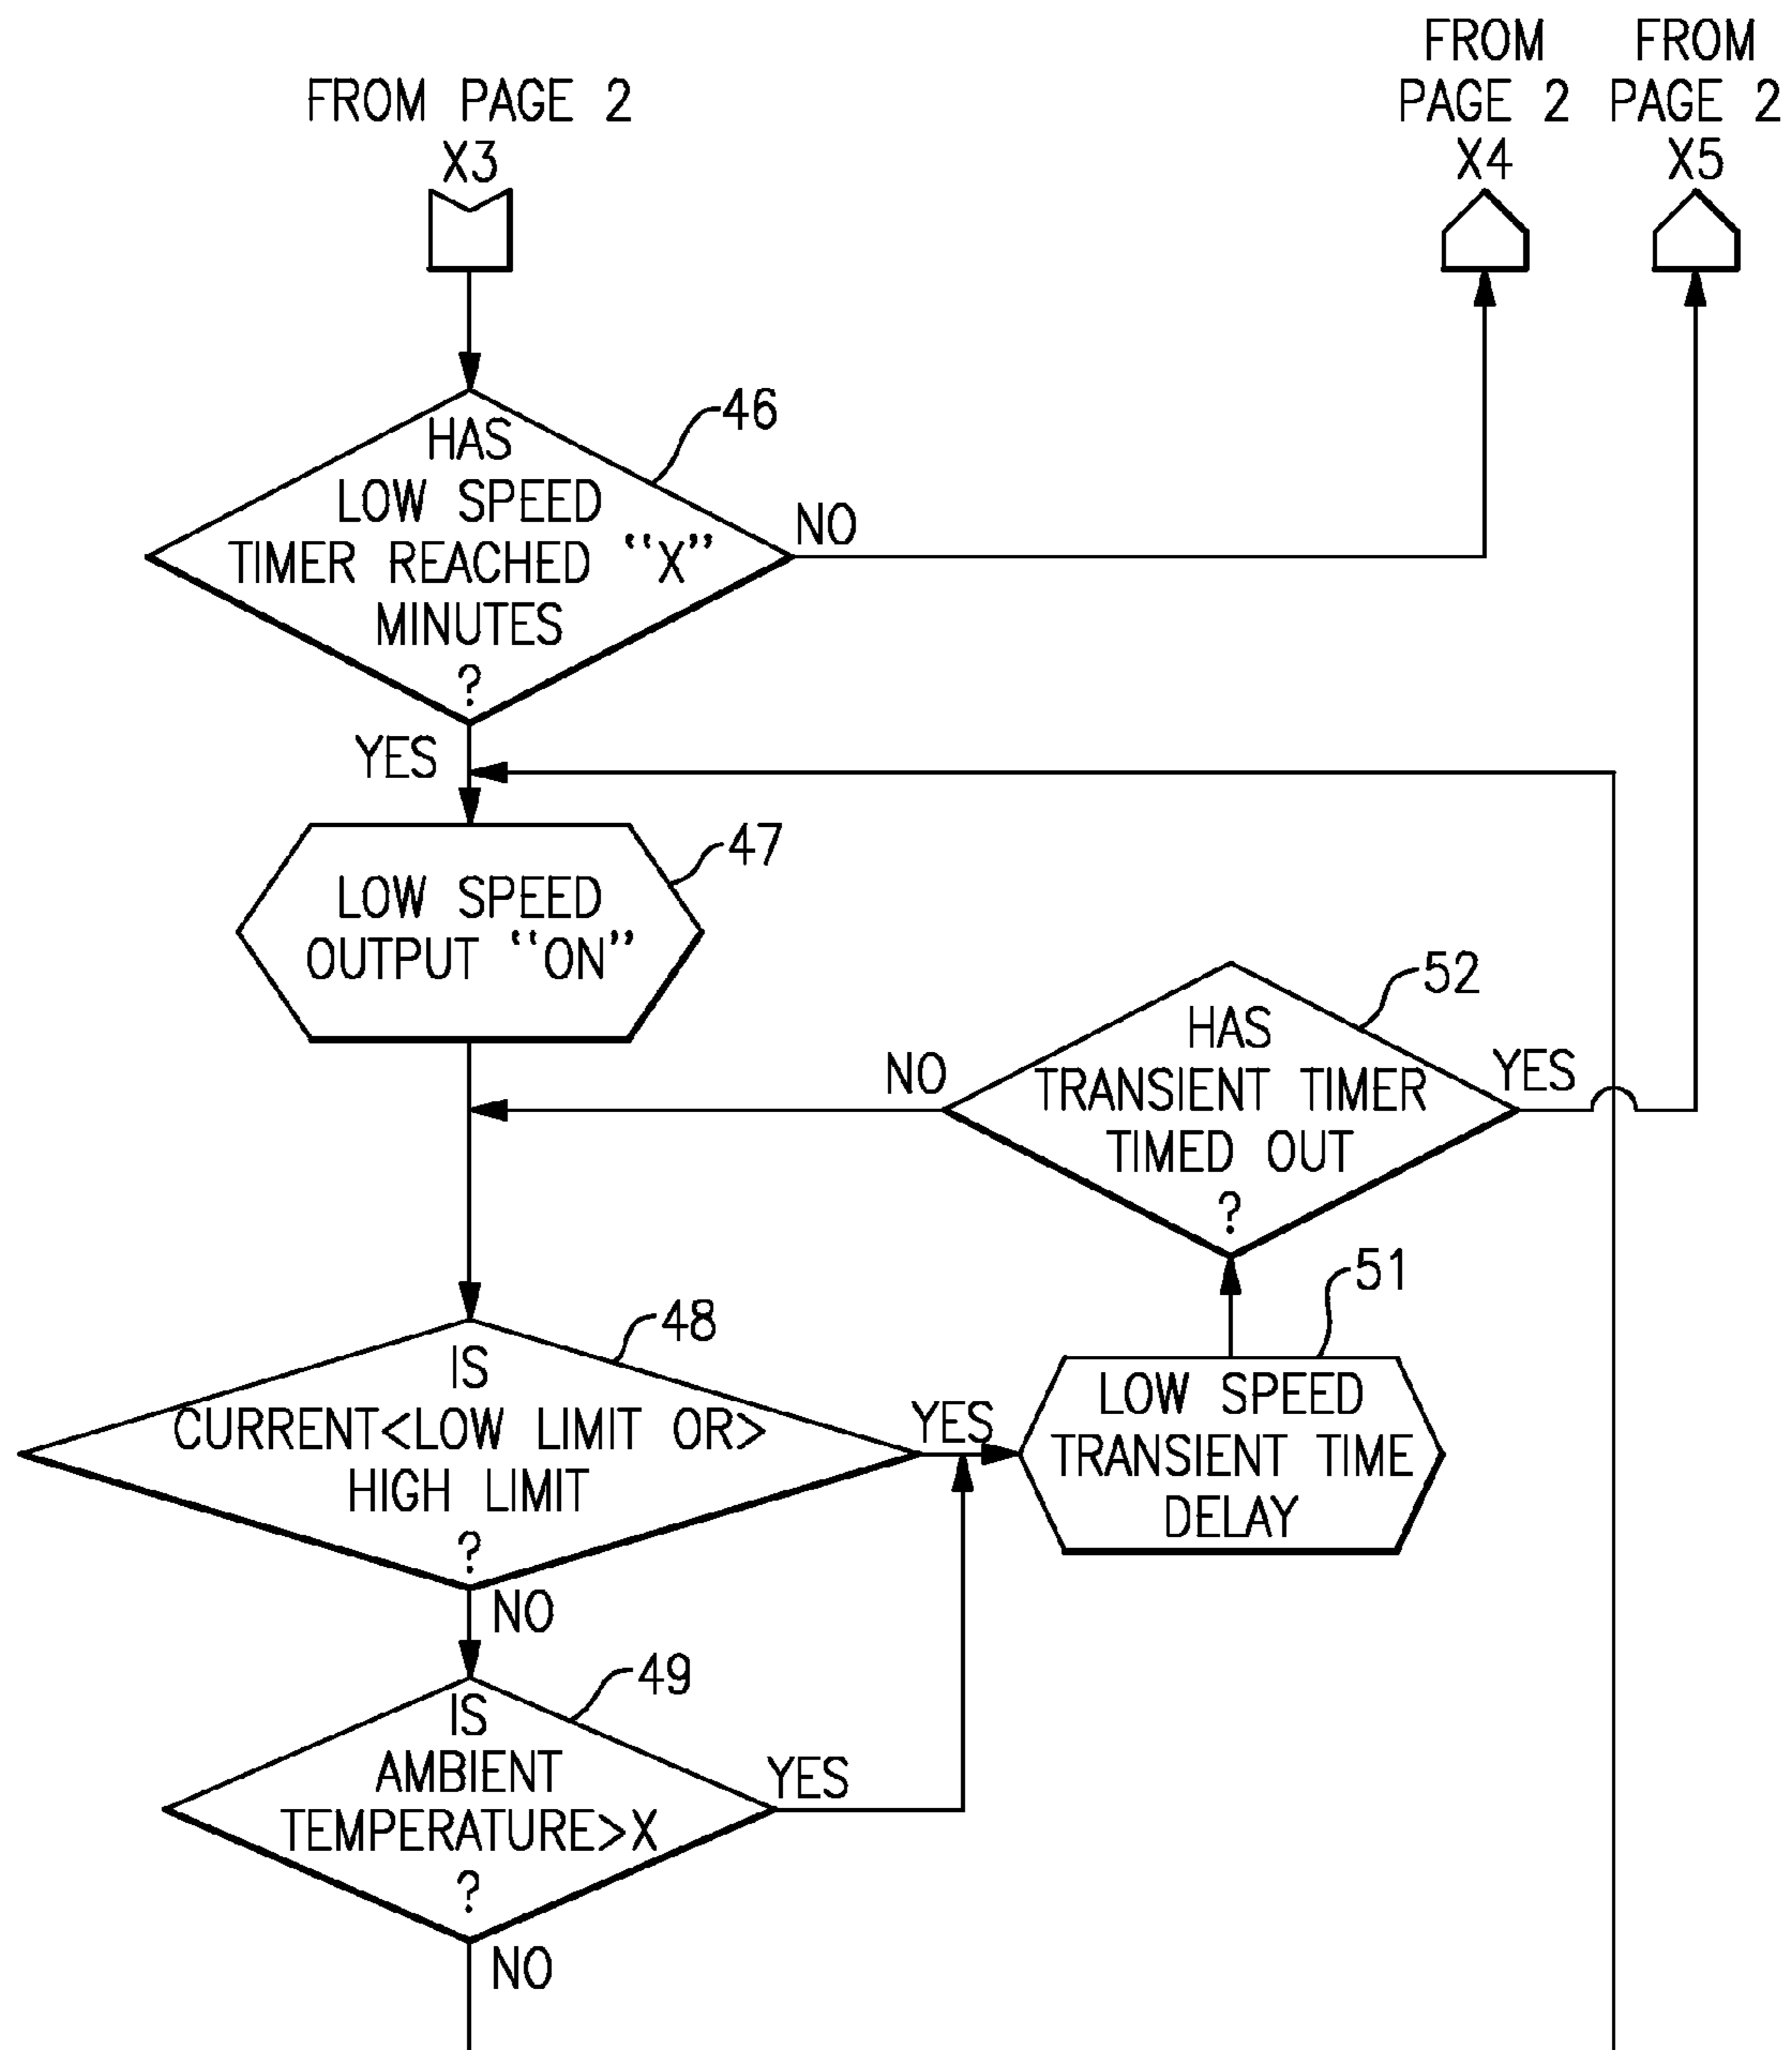 FROM PAGE 2
X3
FROM
PAGE 2
X4
FROM
PAGE 2
X5
HAS
LOW SPEED
TIMER REACHED “X”
MINUTES
?
46
NO
YES
LOW SPEED
OUTPUT “ON”
47
HAS
TRANSIENT TIMER
TIMED OUT
?
52
NO
YES
IS
CURRENT<LOW LIMIT OR>
HIGH LIMIT
?
48
YES
NO
LOW SPEED
TRANSIENT TIME
DELAY
51
IS
AMBIENT
TEMPERATURE>X
?
49
YES
NO